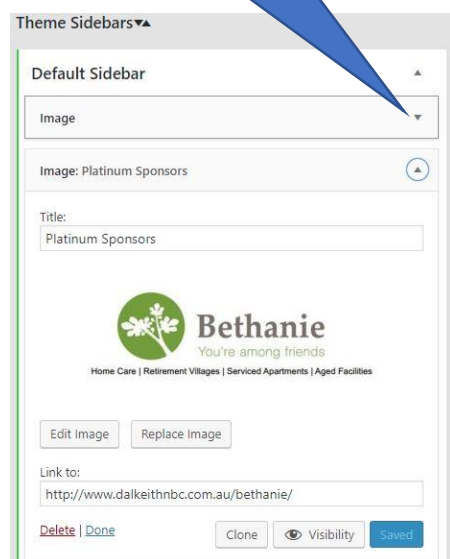 Theme Sidebars
Default Sidebar
Image
Image: Platinum Sponsors
Title:
Platinum Sponsors
Bethanie
You're among friends
Home Care | Retirement Villages | Serviced Apartments | Aged Facilities
Edit Image Replace Image
Link to:
http://www.dalkeithnbc.com.au/bethanie/
Delete | Done Clone Visibility Saved